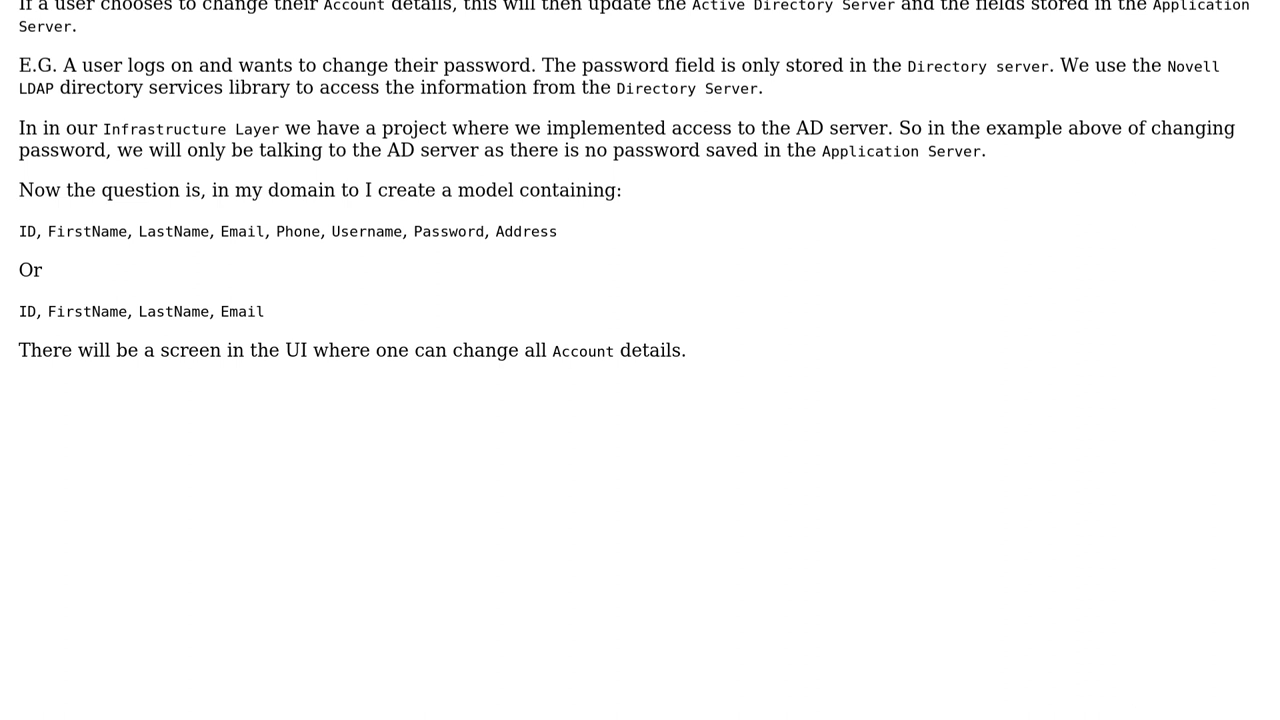 If a user chooses to change their Account details, this will then update the Active Directory Server and the fields stored in the Application
Server.
E.G. A user logs on and wants to change their password. The password field is only stored in the Directory server. We use the Novell
LDAP directory services library to access the information from the Directory Server.
In in our Infrastructure Layer we have a project where we implemented access to the AD server. So in the example above of changing
password, we will only be talking to the AD server as there is no password saved in the Application Server.
Now the question is, in my domain to I create a model containing:
ID, FirstName, LastName, Email, Phone, Username, Password, Address
Or
ID, FirstName, LastName, Email
There will be a screen in the UI where one can change all Account details.